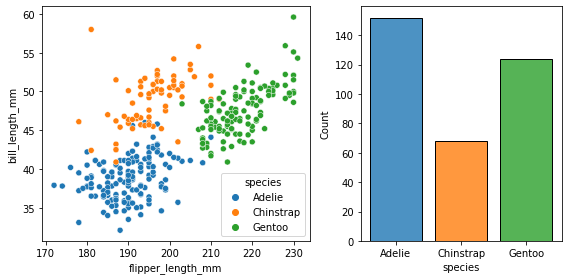 60
55
50
45
40
35
bill_length_mm
170 180 190 200 210 220 230
flipper_length_mm
species
Adelie
Chinstrap
Gentoo
140
120
100
80
60
40
20
0
Count
Adelie Chinstrap Gentoo
species